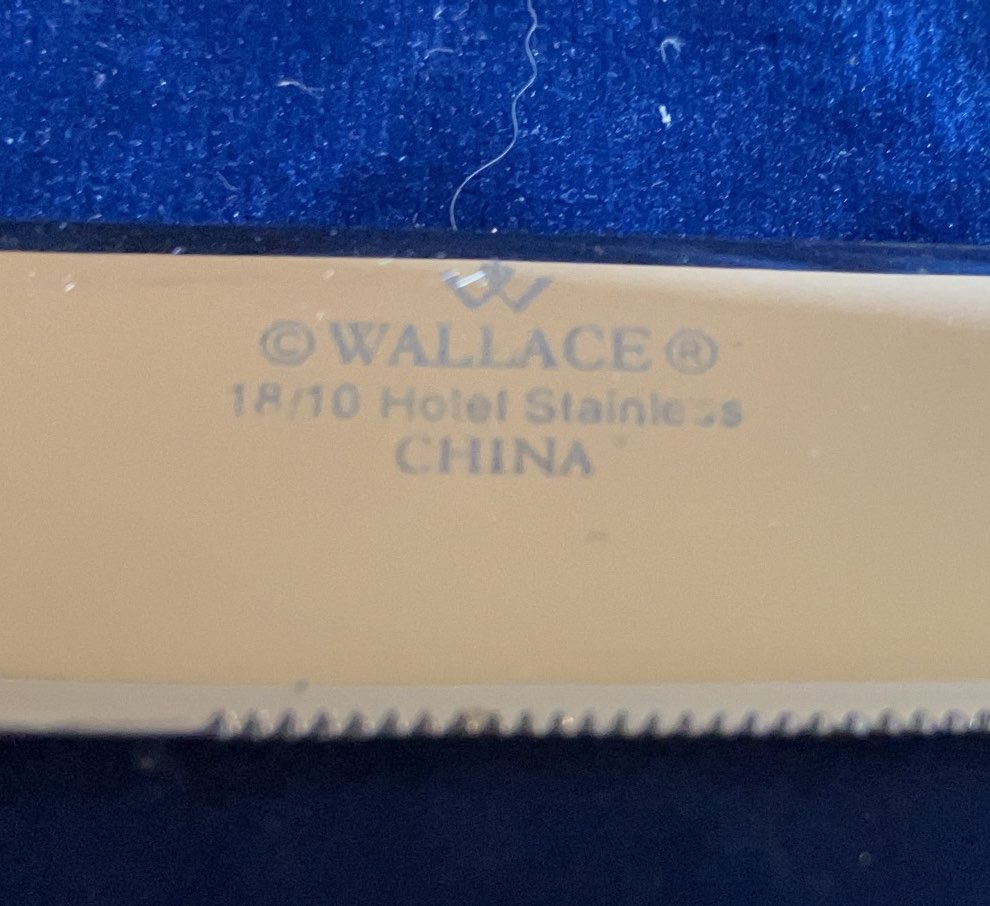 © WALLACE ®
18/10 Hotel Stainless
CHINA